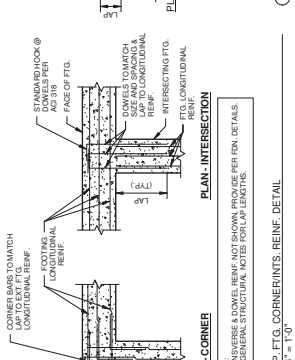 CORNER BARS TO MATCH
LAP TO EXT. FTG.
LONGITUDINAL REINF.
FOOTING
LONGITUDINAL
REINF.
STANDARD HOOK @
DOWELS PER
ACI 318
FACE OF FTG.
LAP
LAP
(TYP.)
DOWELS TO MATCH
SIZE AND SPACING &
LAP TO LONGITUDINAL
REINF.
INTERSECTING FTG.
FTG. LONGITUDINAL
REINF.
- CORNER
PLAN - INTERSECTION
DOWEL REINF. NOT SHOWN, PROVIDE PER FDN. DETAILS.
GENERAL STRUCTURAL NOTES FOR LAP LENGTHS.
FTG. CORNER/INTS. REINF. DETAIL
" = 1'-0"